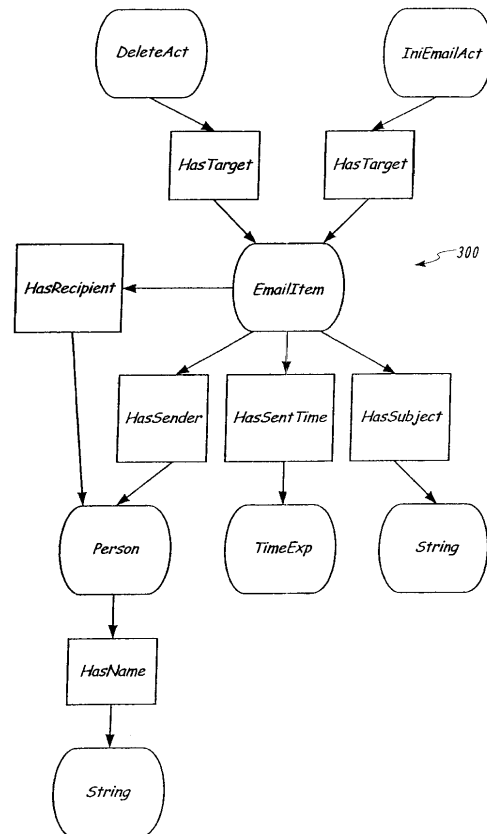 DeleteAct
IniEmailAct
HasTarget
HasTarget
300
HasRecipient
EmailItem
HasSender
HasSentTime
HasSubject
Person
TimeExp
String
HasName
String